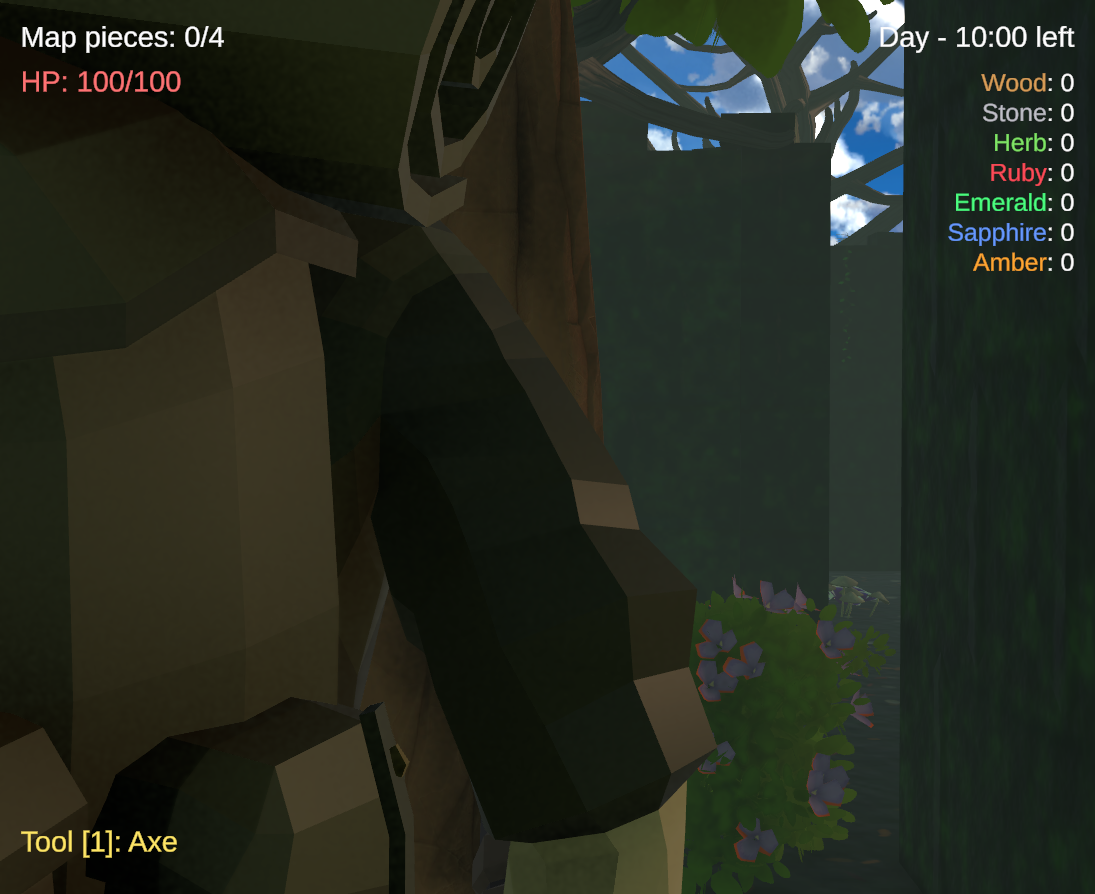 Map pieces: 0/4
HP: 100/100
Day - 10:00 left
Wood: 0
Stone: 0
Herb: 0
Ruby: 0
Emerald: 0
Sapphire: 0
Amber: 0
Tool [1]: Axe